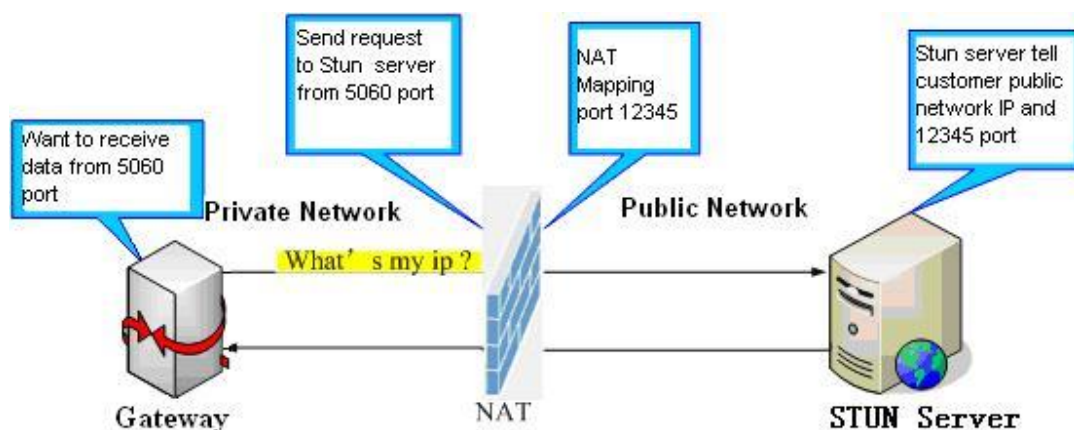 Send request
to Stun server
from 5060 port
NAT
Mapping
port 12345
Stun server tell
customer public
network IP and
12345 port
Want to receive
data from 5060
port
Private Network
Public Network
What's my ip ?
Gateway
NAT
STUN Server